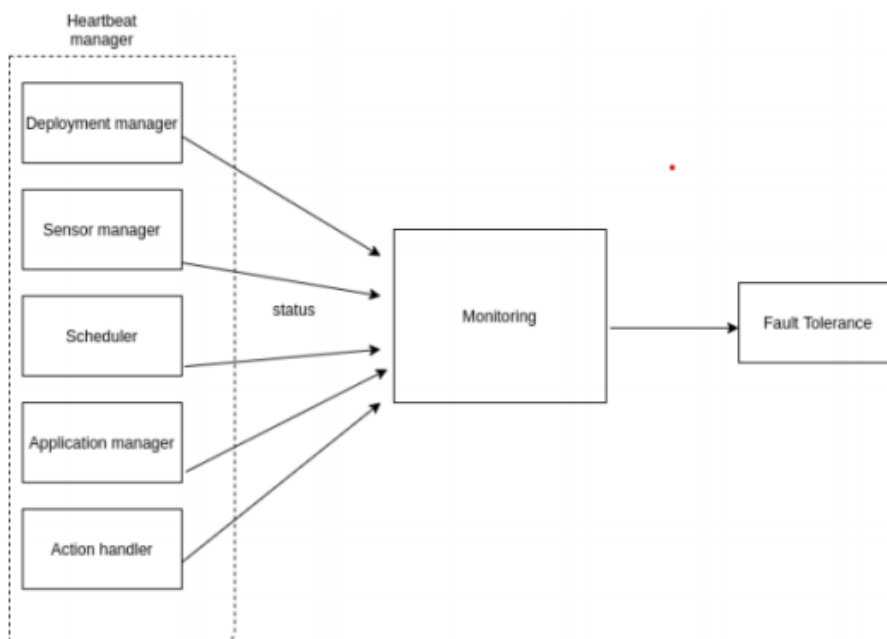 Heartbeat
manager
Deployment manager
Sensor manager
status
Scheduler
Monitoring
Fault Tolerance
Application manager
Action handler